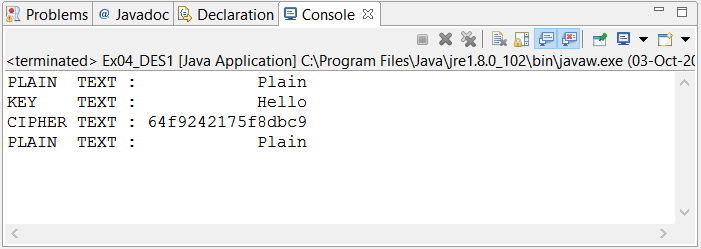 Problems @ Javadoc Declaration Console
<terminated> Ex04_DES1 [Java Application] C:\Program Files\Java\jre1.8.0_102\bin\javaw.exe (03-Oct-20
PLAIN TEXT : Plain
KEY TEXT : Hello
CIPHER TEXT : 64f9242175f8dbc9
PLAIN TEXT : Plain